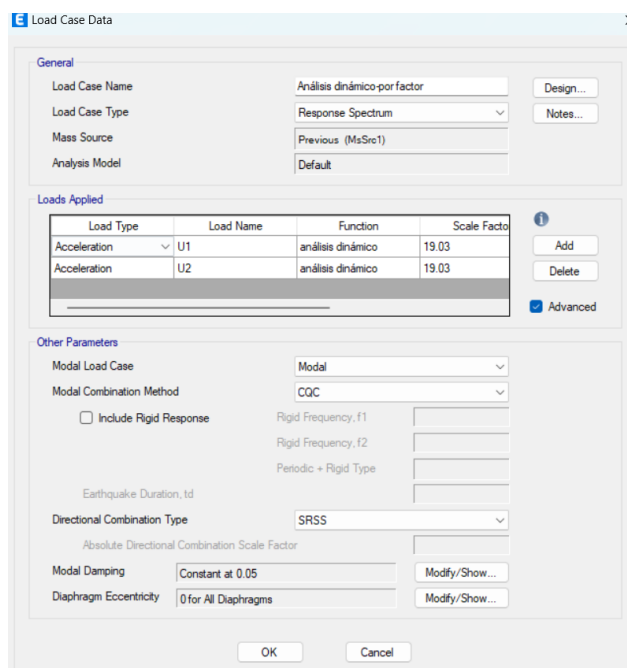 E Load Case Data
General
Load Case Name Análisis dinámico-por factor Design...
Load Case Type Response Spectrum Notes...
Mass Source Previous (MsSrc1)
Analysis Model Default
Loads Applied
Load Type Load Name Function Scale Facto
Acceleration U1 análisis dinámico 19.03 Add
Acceleration U2 análisis dinámico 19.03 Delete
Advanced
Other Parameters
Modal Load Case Modal
Modal Combination Method CQC
Include Rigid Response Rigid Frequency, f1
Rigid Frequency, f2
Periodic + Rigid Type
Earthquake Duration, td
Directional Combination Type SRSS
Absolute Directional Combination Scale Factor
Modal Damping Constant at 0.05 Modify/Show...
Diaphragm Eccentricity 0 for All Diaphragms Modify/Show...
OK Cancel